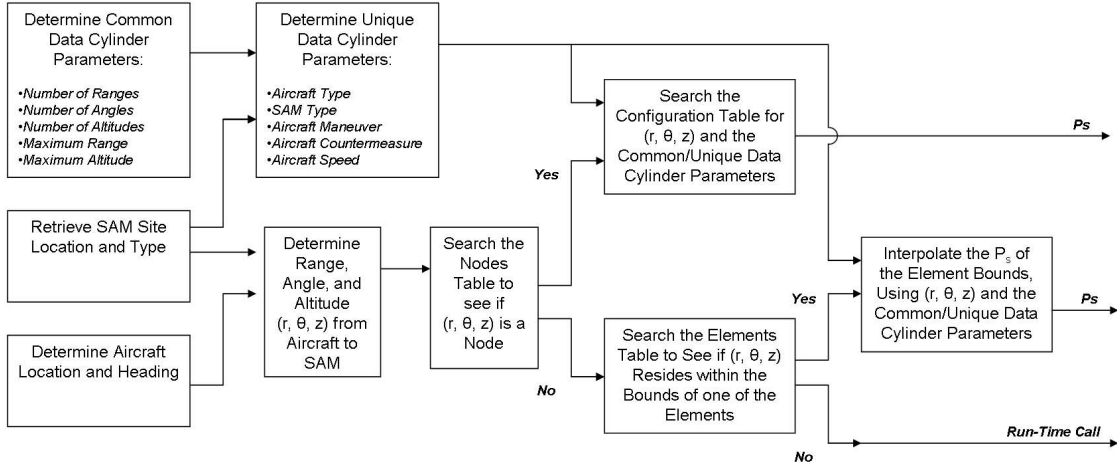 Determine Common
Data Cylinder
Parameters:
•Number of Ranges
•Number of Angles
•Number of Altitudes
•Maximum Range
•Maximum Altitude
Determine Unique
Data Cylinder
Parameters:
•Aircraft Type
•SAM Type
•Aircraft Maneuver
•Aircraft Countermeasure
•Aircraft Speed
Search the
Configuration Table for
(r, θ, z) and the
Common/Unique Data
Cylinder Parameters
Ps
Yes
Retrieve SAM Site
Location and Type
Determine
Range,
Angle, and
Altitude
(r, θ, z) from
Aircraft to
SAM
Search the
Nodes
Table to
see if
(r, θ, z) is a
Node
Interpolate the Ps of
the Element Bounds,
Using (r, θ, z) and the
Common/Unique Data
Cylinder Parameters
Ps
Yes
Determine Aircraft
Location and Heading
No
Search the Elements
Table to See if (r, θ, z)
Resides within the
Bounds of one of the
Elements
Run-Time Call
No